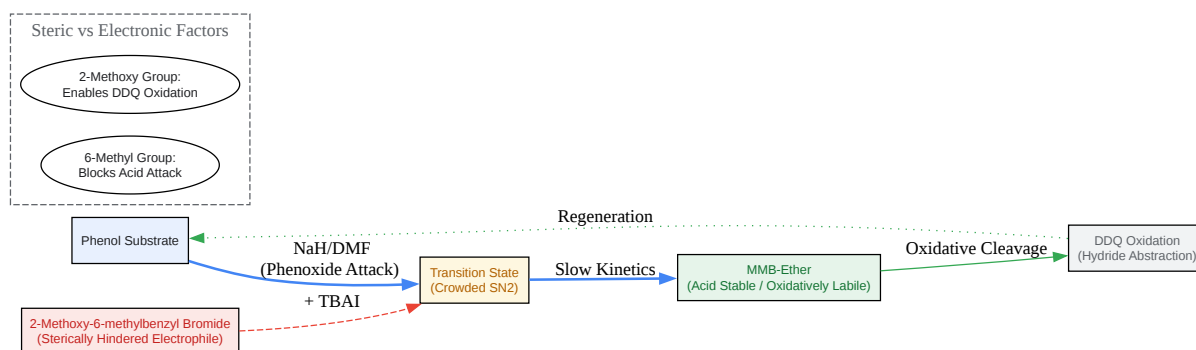 Steric vs Electronic Factors
2-Methoxy Group:
Enables DDQ Oxidation
6-Methyl Group:
Blocks Acid Attack
Phenol Substrate
NaH/DMF
(Phenoxide Attack)
+ TBAI
2-Methoxy-6-methylbenzyl Bromide
(Sterically Hindered Electrophile)
Transition State
(Crowded SN2)
Slow Kinetics
MMB-Ether
(Acid Stable / Oxidatively Labile)
Oxidative Cleavage
DDQ Oxidation
(Hydride Abstraction)
Regeneration